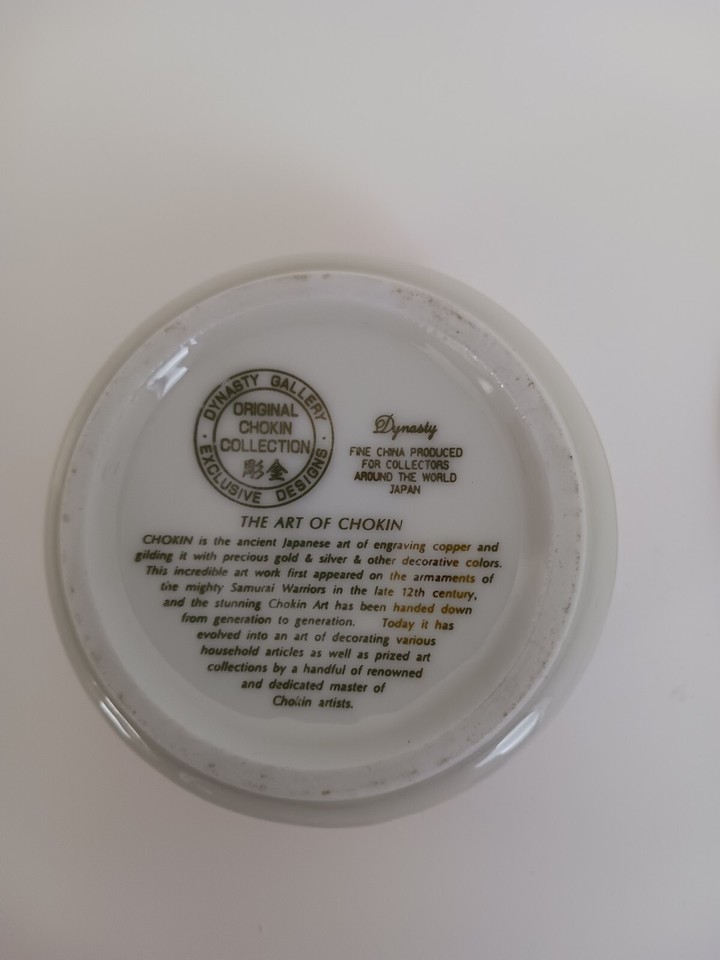 DYNASTY GALLERY
ORIGINAL
CHOKIN
COLLECTION
彫金
EXCLUSIVE DESIGNS
Dynasty
FINE CHINA PRODUCED
FOR COLLECTORS
AROUND THE WORLD
JAPAN
THE ART OF CHOKIN
CHOKIN is the ancient Japanese art of engraving copper and
gilding it with precious gold & silver & other decorative colors.
This incredible art work first appeared on the armaments of
the mighty Samurai Warriors in the late 12th century,
and the stunning Chokin Art has been handed down
from generation to generation. Today it has
evolved into an art of decorating various
household articles as well as prized art
collections by a handful of renowned
and dedicated master of
Chokin artists.